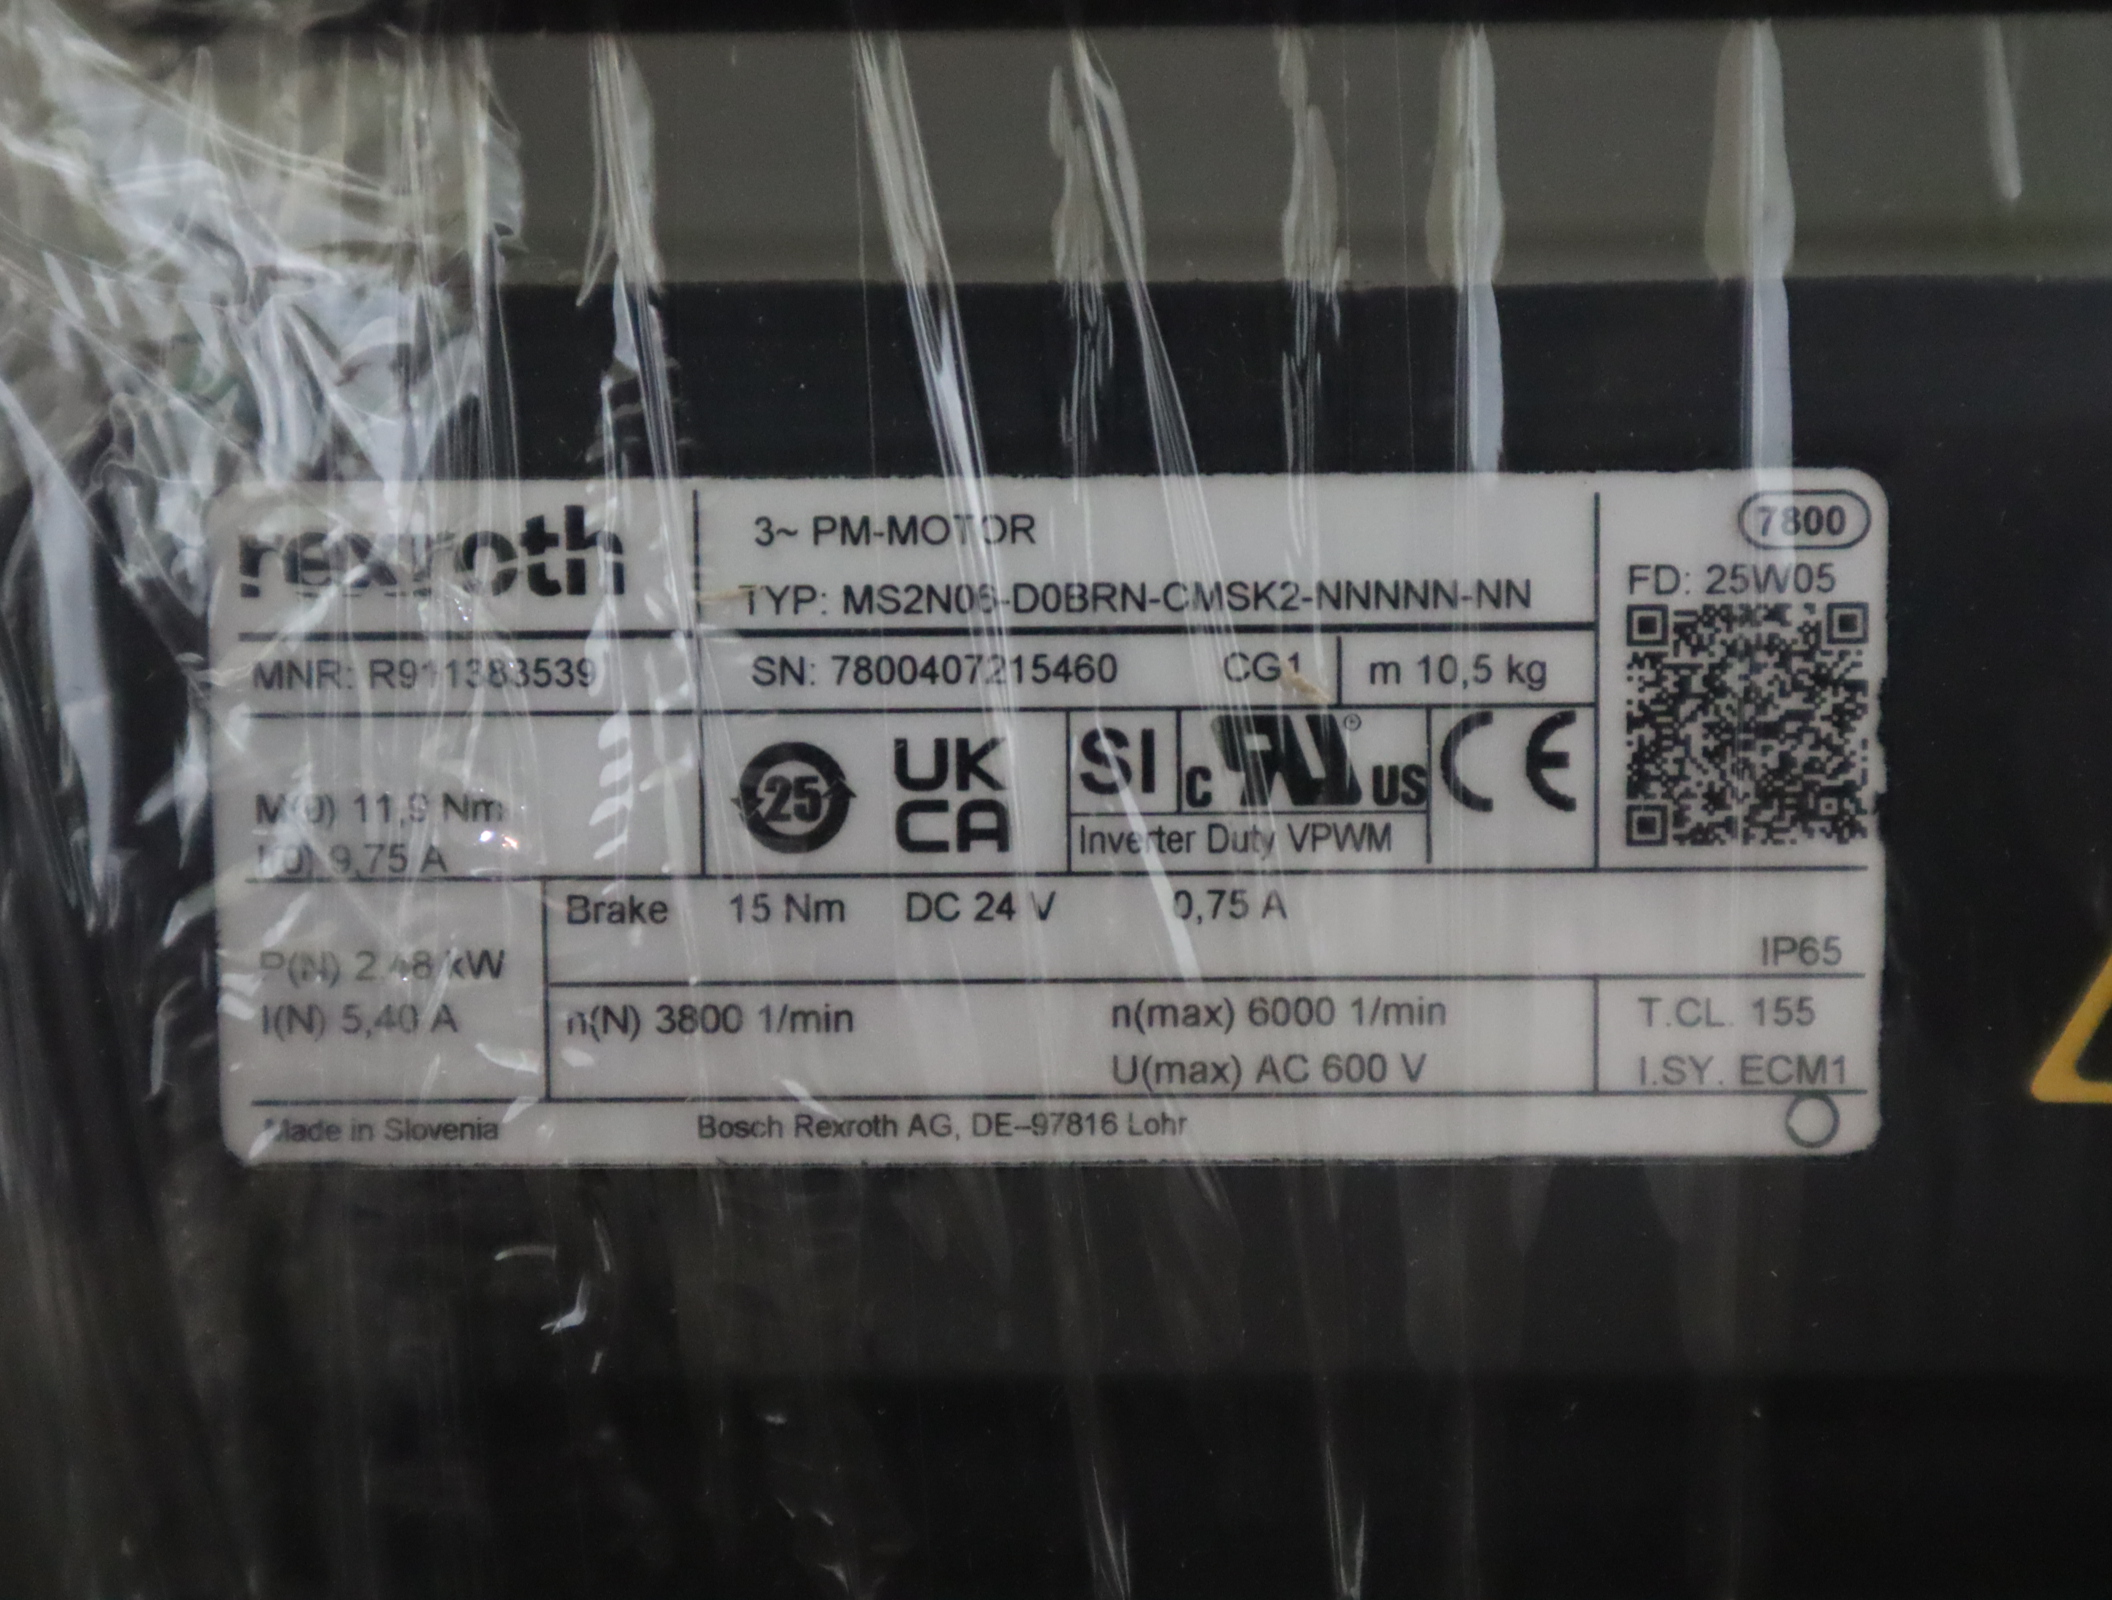 rexroth
3~ PM-MOTOR
TYP: MS2N06-D0BRN-CMSK2-NNNNN-NN
7800
FD: 25W05
MNR: R911383539
SN: 7800407215460
CG1
m 10,5 kg
M(0) 11,9 Nm
I(0) 9,75 A
25
UK
CA
SI
c RU® US
CE
Inverter Duty VPWM
Brake 15 Nm DC 24 V 0,75 A
IP65
P(N) 2.48 kW
I(N) 5,40 A
n(N) 3800 1/min
n(max) 6000 1/min
U(max) AC 600 V
T.CL. 155
I.SY. ECM1
Made in Slovenia
Bosch Rexroth AG, DE–97816 Lohr